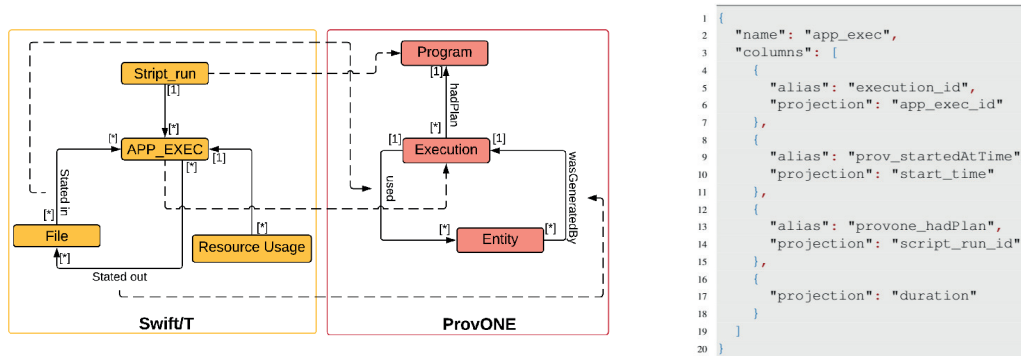 Stript_run
[1]
[*]
[*]
APP_EXEC
[1]
[*]
Stated in
[*]
File
[*]
[*]
Resource Usage
Stated out
Swift/T
Program
[1]
hadPlan
[*]
[1]
Execution
[1]
used
wasGeneratedBy
[*]
Entity
[*]
ProvONE
1 {
2 "name": "app_exec",
3 "columns": [
4 {
5 "alias": "execution_id",
6 "projection": "app_exec_id"
7 },
8 {
9 "alias": "prov_startedAtTime"
10 "projection": "start_time"
11 },
12 {
13 "alias": "provone_hadPlan",
14 "projection": "script_run_id"
15 },
16 {
17 "projection": "duration"
18 }
19 ]
20 }